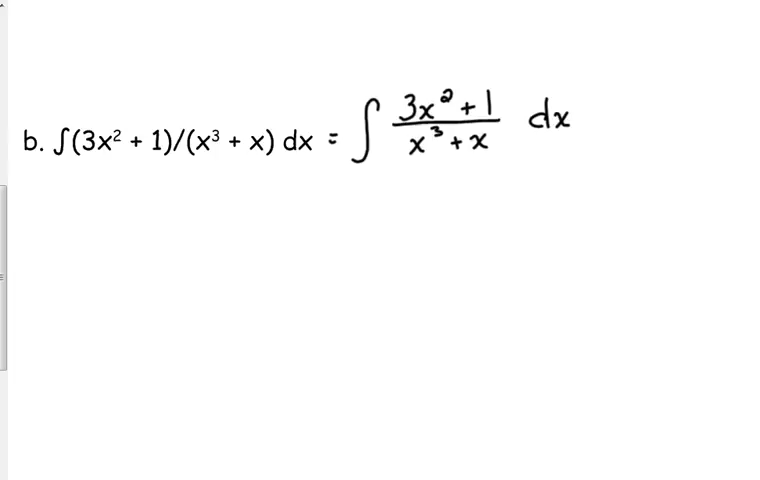 b. ∫(3x² + 1)/(x³ + x) dx = ∫ (3x² + 1)/(x³ + x) dx